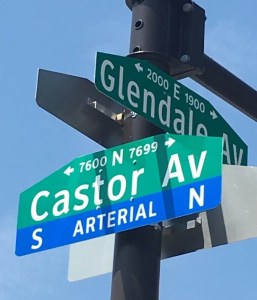 2000 E 1900
Glendale Av
7600 N 7699
Castor Av
S ARTERIAL N